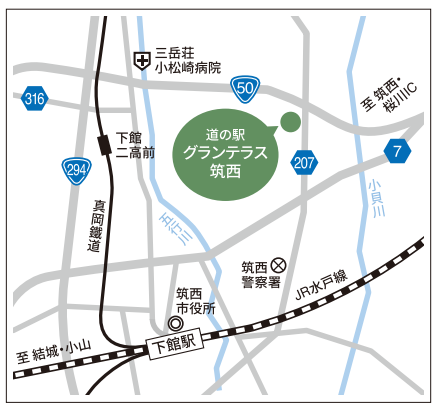 三岳荘
小松崎病院
50
至 筑西・
桜川IC
316
道の駅
グランテラス
筑西
下館
二高前
207
7
294
小貝川
真岡鐵道
五行川
筑西
警察署
JR水戸線
筑西
市役所
下館駅
至 結城・小山